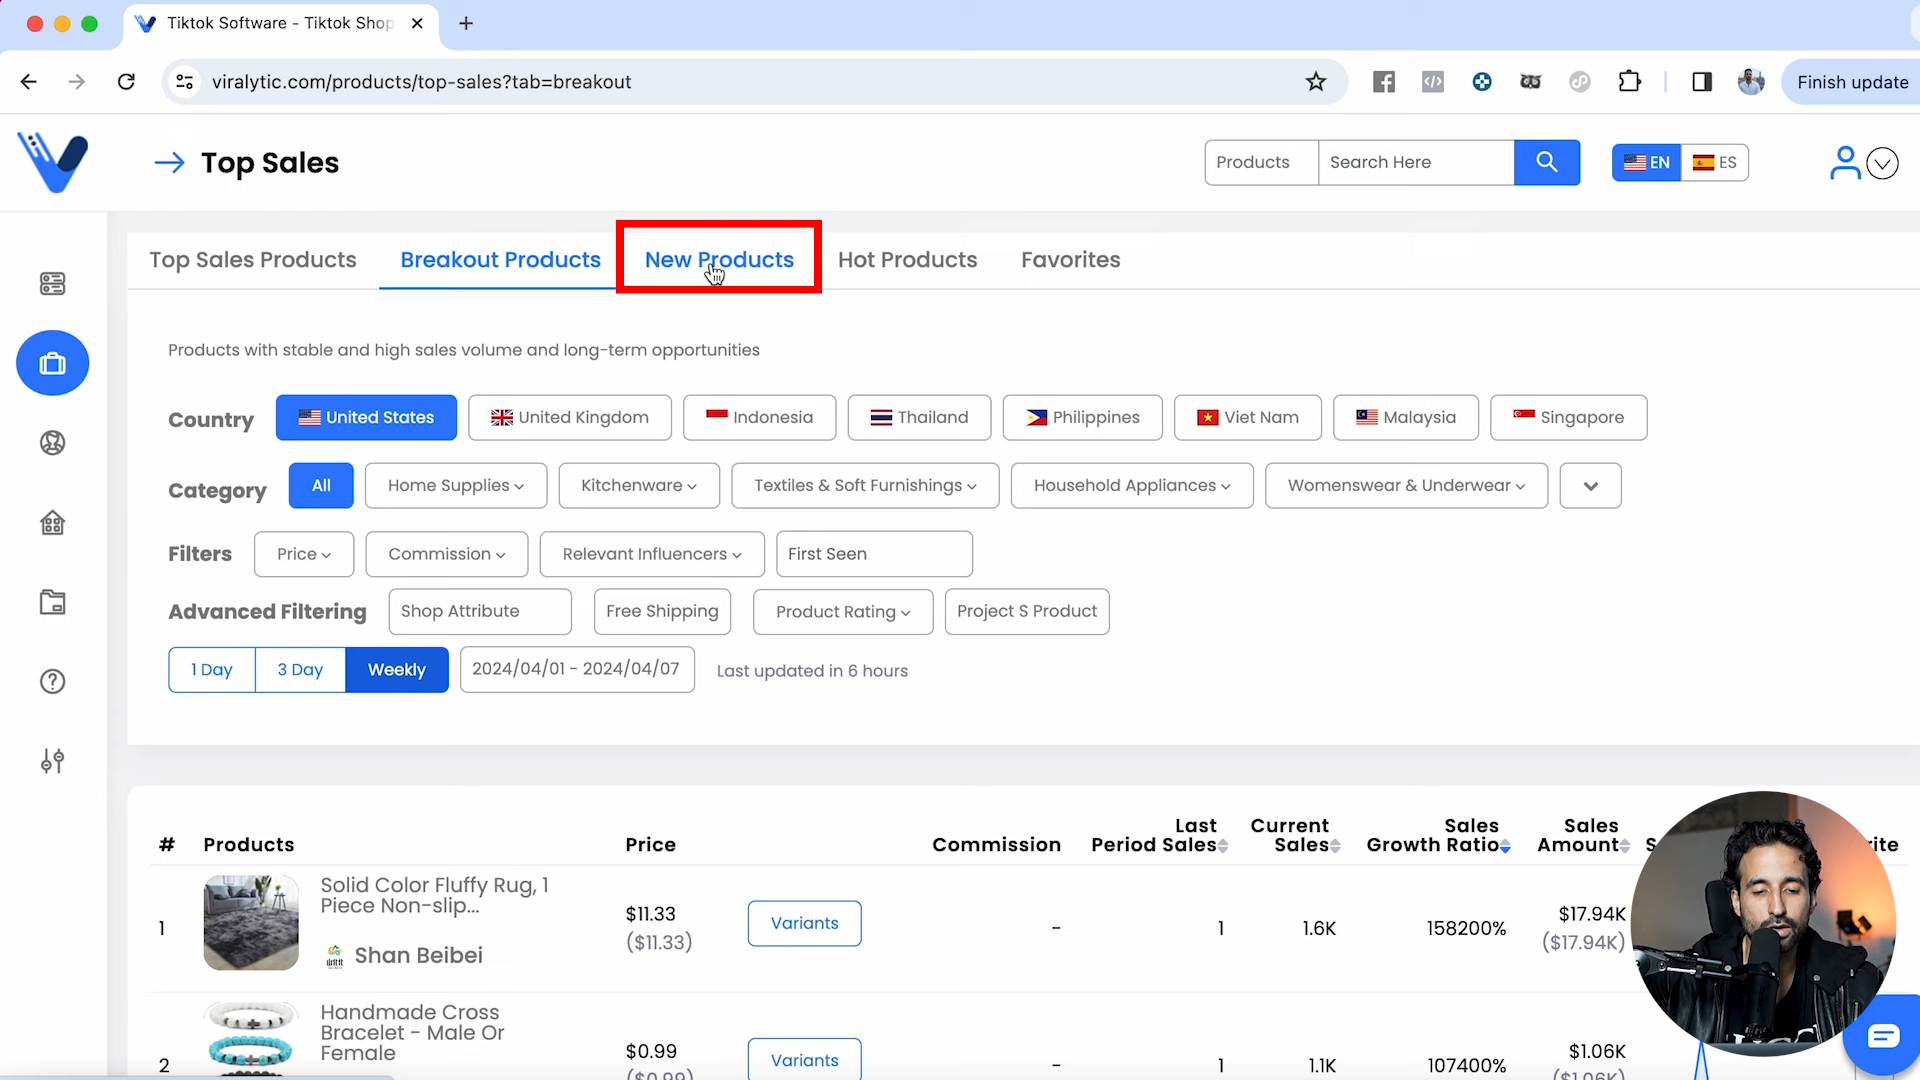 Tiktok Software - Tiktok Shop
viralytic.com/products/top-sales?tab=breakout
Finish update
Top Sales
Products
Search Here
EN
ES
Top Sales Products
Breakout Products
New Products
Hot Products
Favorites
Products with stable and high sales volume and long-term opportunities
Country
United States
United Kingdom
Indonesia
Thailand
Philippines
Viet Nam
Malaysia
Singapore
Category
All
Home Supplies
Kitchenware
Textiles & Soft Furnishings
Household Appliances
Womenswear & Underwear
Filters
Price
Commission
Relevant Influencers
First Seen
Advanced Filtering
Shop Attribute
Free Shipping
Product Rating
Project S Product
1 Day
3 Day
Weekly
2024/04/01 - 2024/04/07
Last updated in 6 hours
#
Products
Price
Commission
Last
Period Sales
Current
Sales
Sales
Growth Ratio
Sales
Amount
1
Solid Color Fluffy Rug, 1
Piece Non-slip...
Shan Beibei
$11.33
($11.33)
Variants
-
1
1.6K
158200%
$17.94K
($17.94K)
2
Handmade Cross
Bracelet - Male Or
Female
$0.99
($0.99)
Variants
-
1
1.1K
107400%
$1.06K
($1.06K)